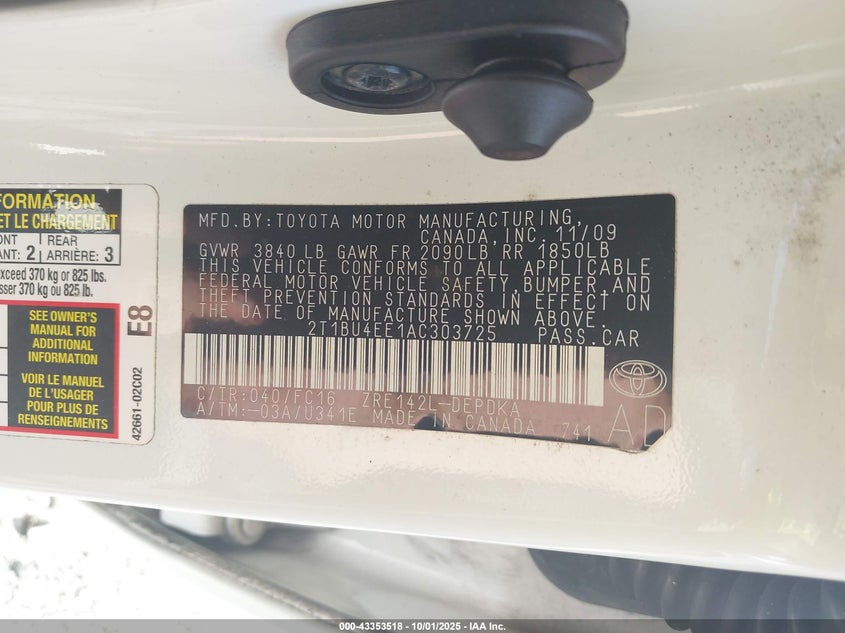 FORMATION
ET LE CHARGEMENT
ONT REAR
ANT: 2 ARRIÈRE: 3
exceed 370 kg or 825 lbs.
sser 370 kg ou 825 lb.
SEE OWNER'S
MANUAL FOR
ADDITIONAL
INFORMATION
VOIR LE MANUEL
DE L'USAGER
POUR PLUS DE
RENSEIGNEMENTS
E8
42661-02C02
MFD.BY:TOYOTA MOTOR MANUFACTURING,
CANADA,INC. 11/09
GVWR 3840LB GAWR FR 2090LB RR 1850LB
THIS VEHICLE CONFORMS TO ALL APPLICABLE
FEDERAL MOTOR VEHICLE SAFETY,BUMPER,AND
THEFT PREVENTION STANDARDS IN EFFECT ON
THE DATE OF MANUFACTURE SHOWN ABOVE.
2T1BU4EE1AC303725 PASS.CAR
C/TR:040/FC16 ZRE142L-DEPDKA
A/TM:-03A/U341E MADE IN CANADA Z41
AD
000-43353518 - 10/01/2025 - IAA Inc.